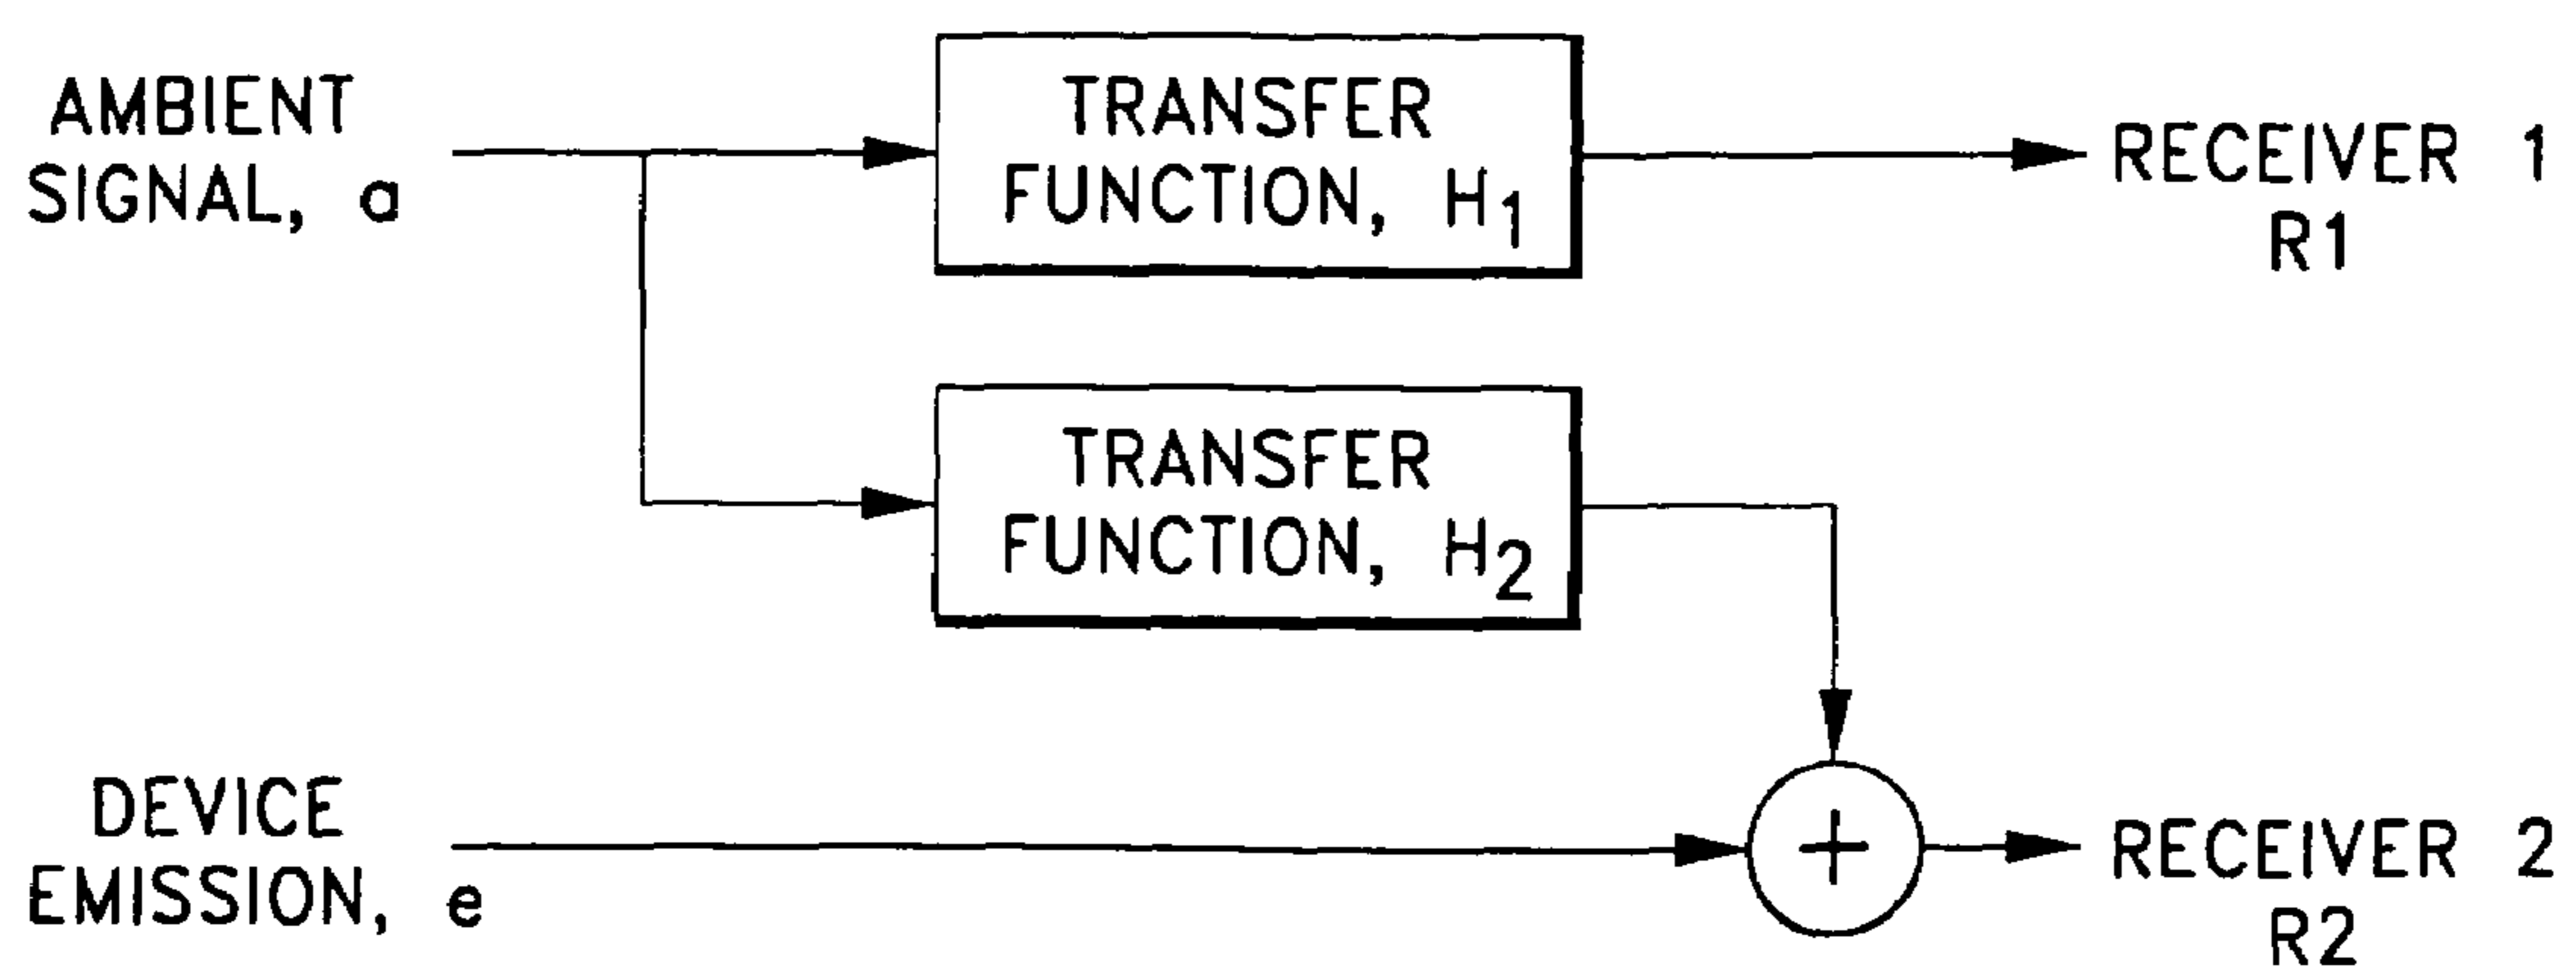 AMBIENT
SIGNAL, a
TRANSFER
FUNCTION, H1
RECEIVER 1
R1
TRANSFER
FUNCTION, H2
DEVICE
EMISSION, e
+
RECEIVER 2
R2